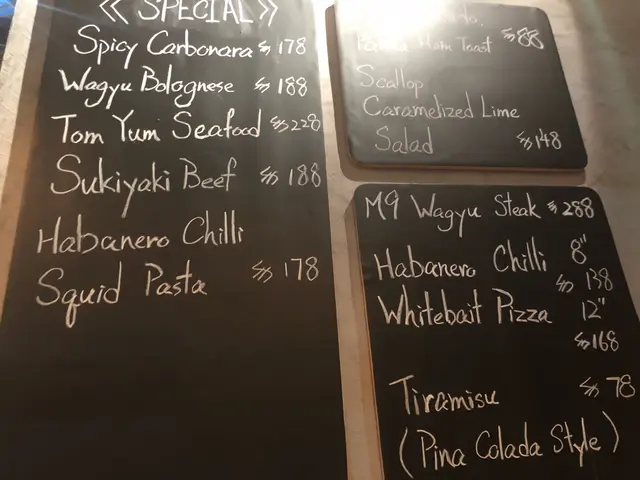 《 SPECIAL 》
Spicy Carbonara $178
Wagyu Bolognese $188
Tom Yum Seafood $228
Sukiyaki Beef $188
Habanero Chilli
Squid Pasta $178
Ham Toast $88
Scallop
Caramelized Lime
Salad $148
M9 Wagyu Steak $288
Habanero Chilli 8"
$138
Whitebait Pizza 12"
$168
Tiramisu $78
(Pina Colada Style)